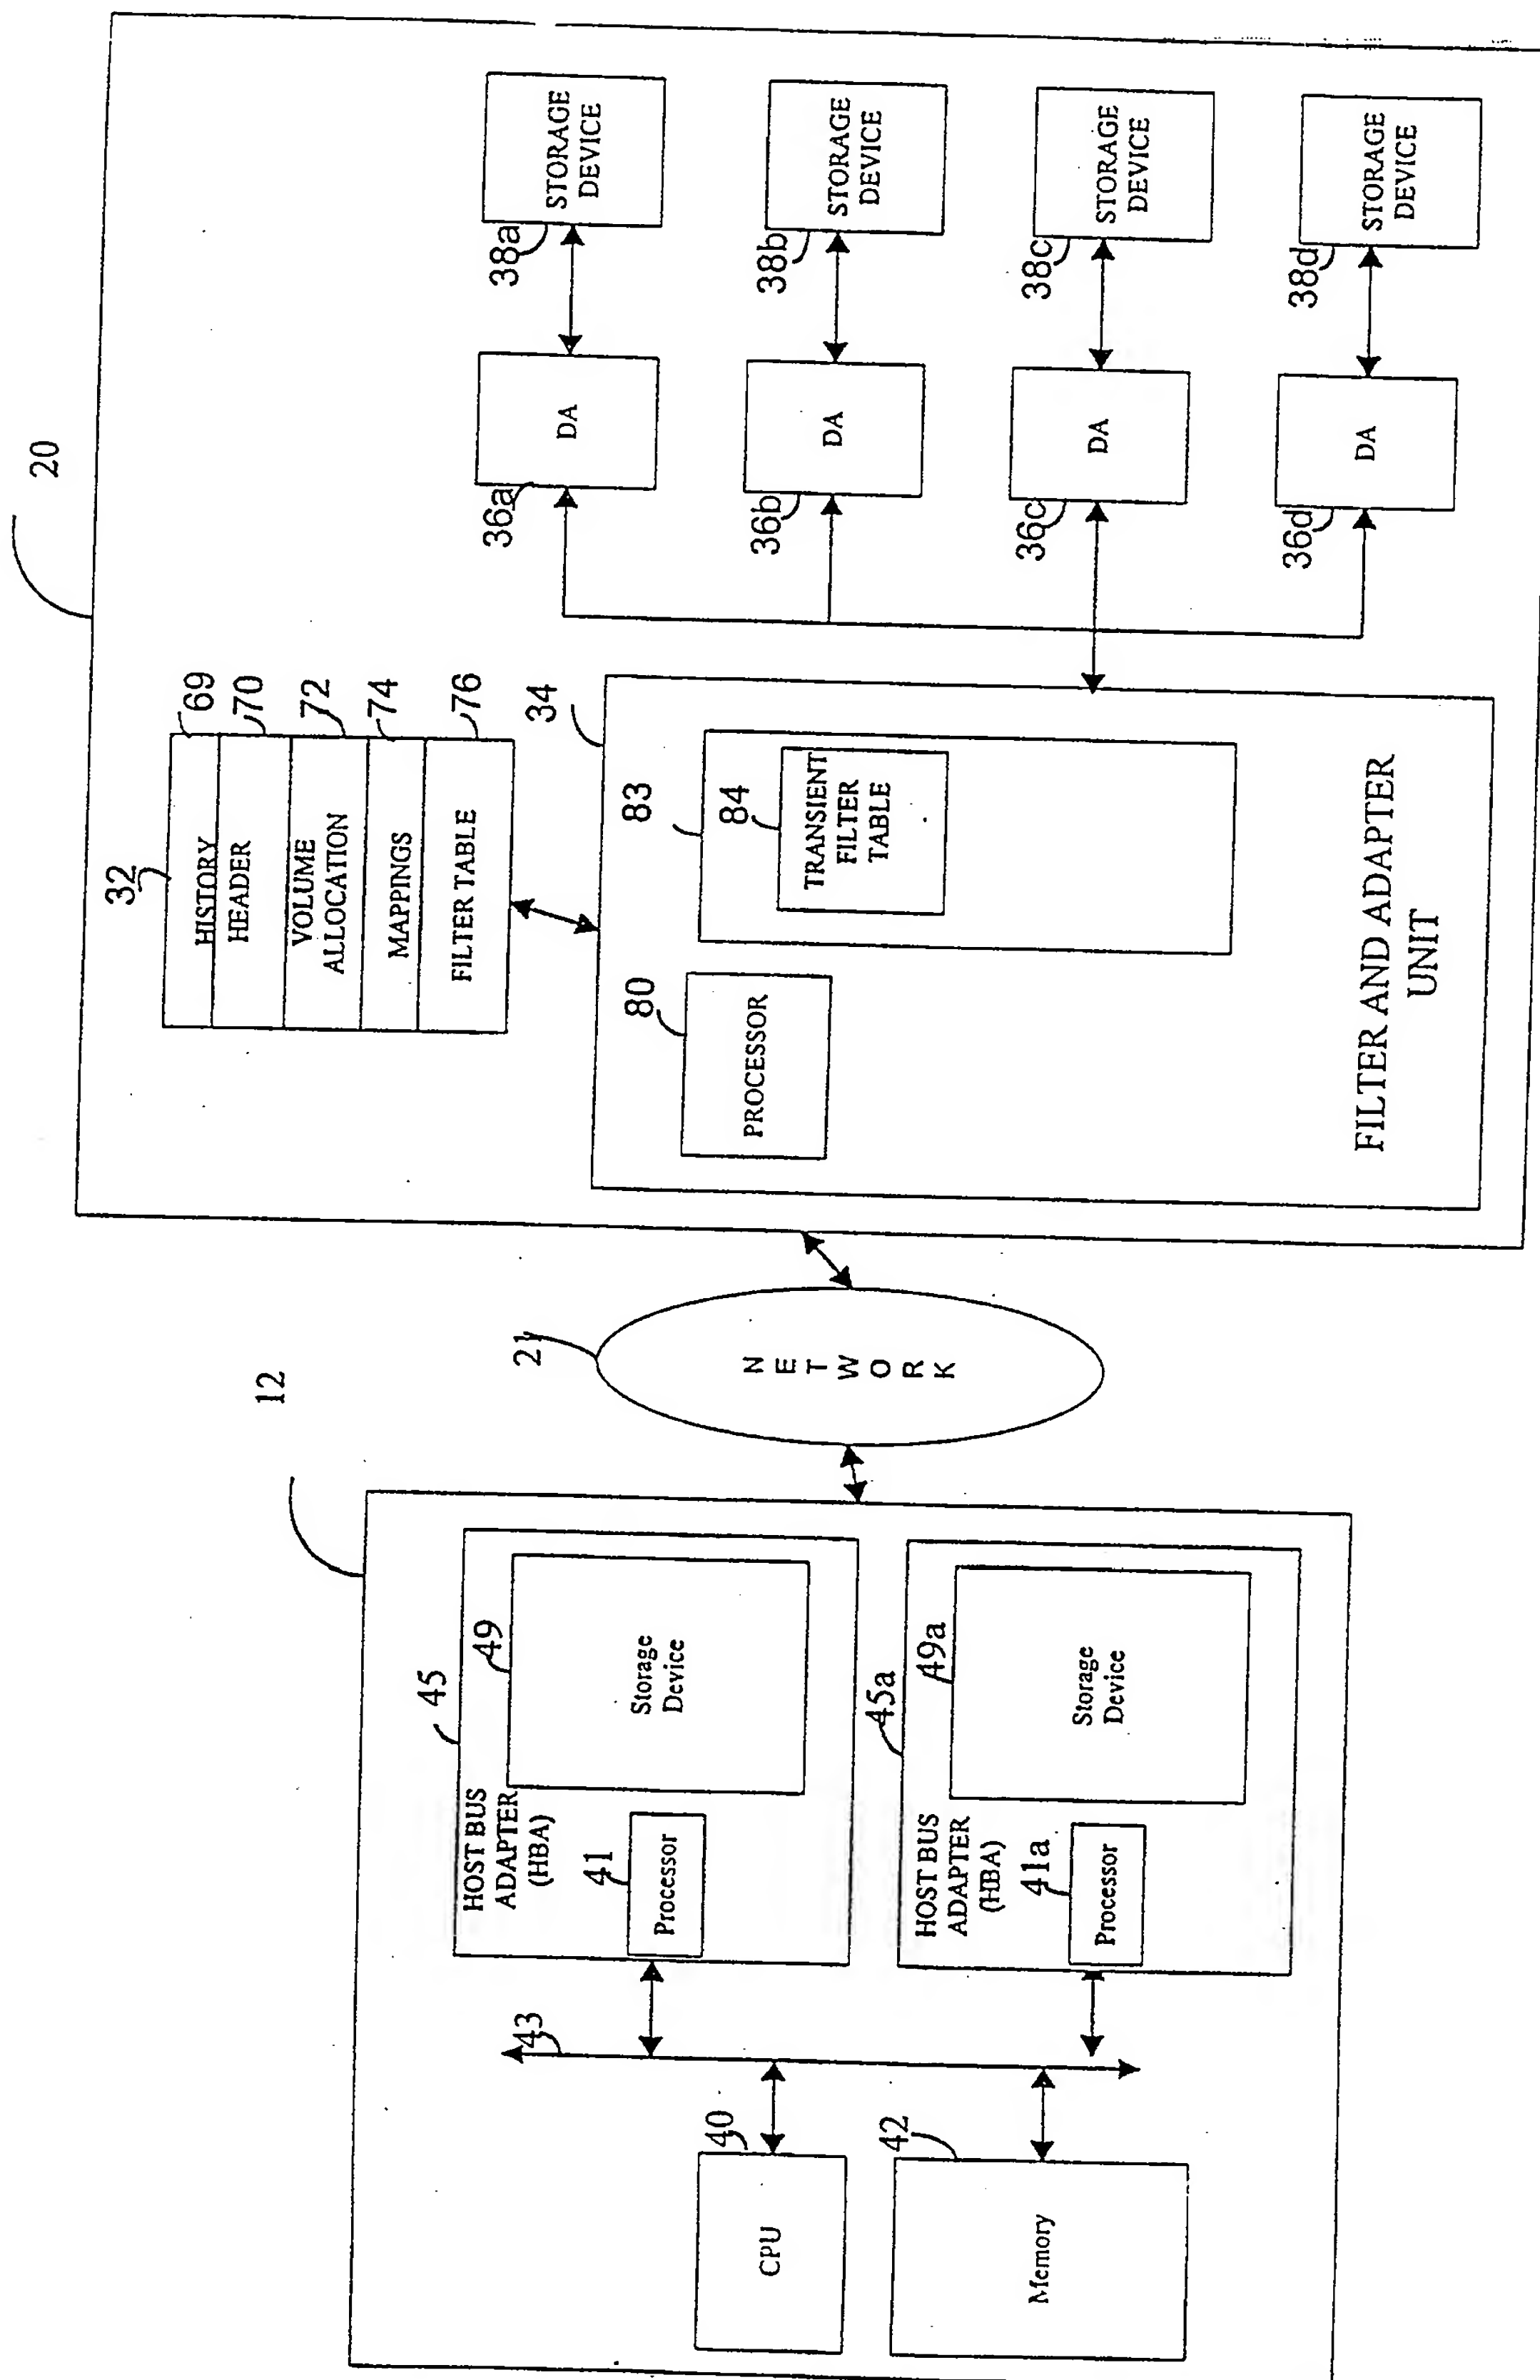 12
HOST BUS
ADAPTER
(HBA)
45
49
Storage
Device
41
Processor
43
40
CPU
42
Memory
HOST BUS
ADAPTER
(HBA)
45a
49a
Storage
Device
41a
Processor
21
NETWORK
20
32
HISTORY
69
HEADER
70
VOLUME
ALLOCATION
72
MAPPINGS
74
FILTER TABLE
76
34
80
PROCESSOR
83
84
TRANSIENT
FILTER
TABLE
FILTER AND ADAPTER
UNIT
36a
DA
38a
STORAGE
DEVICE
36b
DA
38b
STORAGE
DEVICE
36c
DA
38c
STORAGE
DEVICE
36d
DA
38d
STORAGE
DEVICE